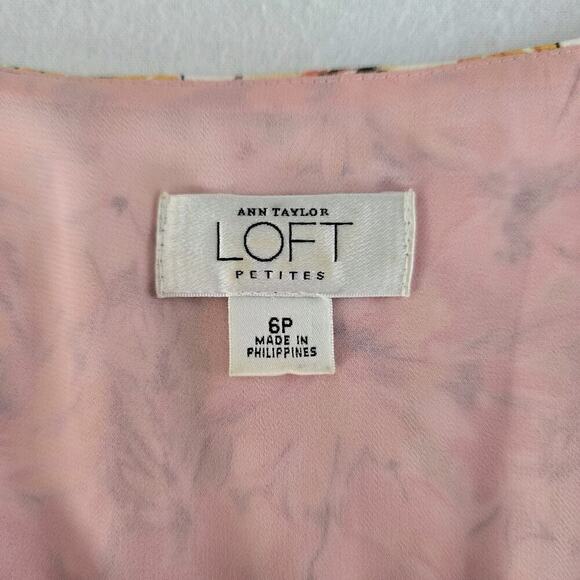 ANN TAYLOR
LOFT
PETITES
6P
MADE IN
PHILIPPINES